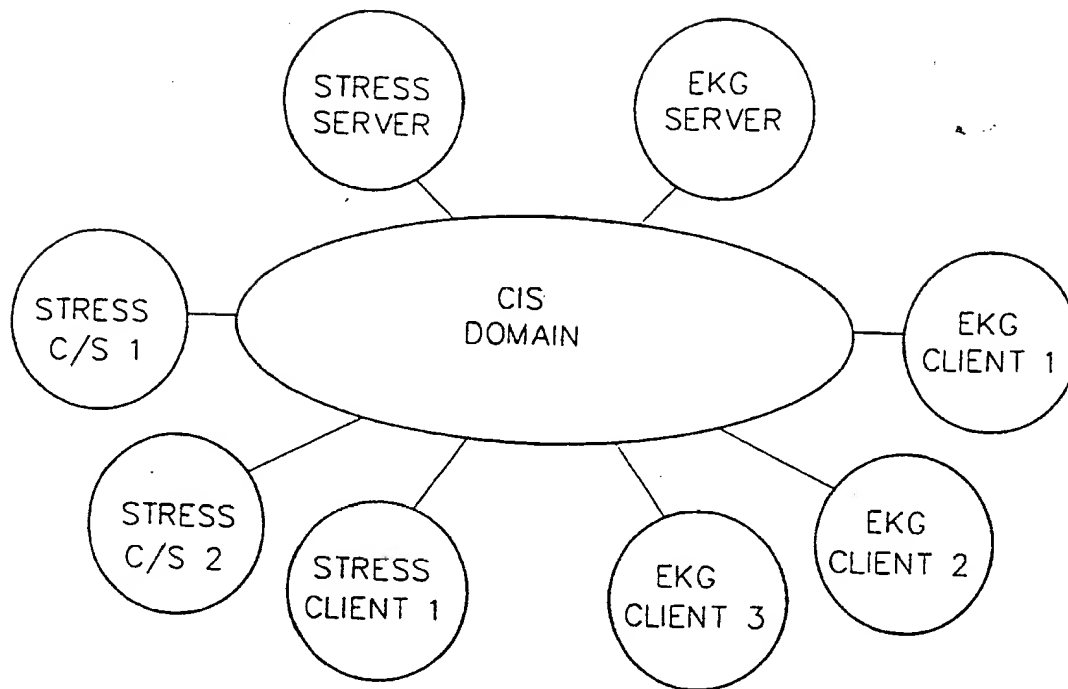 STRESS
SERVER
EKG
SERVER
CIS
DOMAIN
STRESS
C/S 1
EKG
CLIENT 1
STRESS
C/S 2
STRESS
CLIENT 1
EKG
CLIENT 3
EKG
CLIENT 2